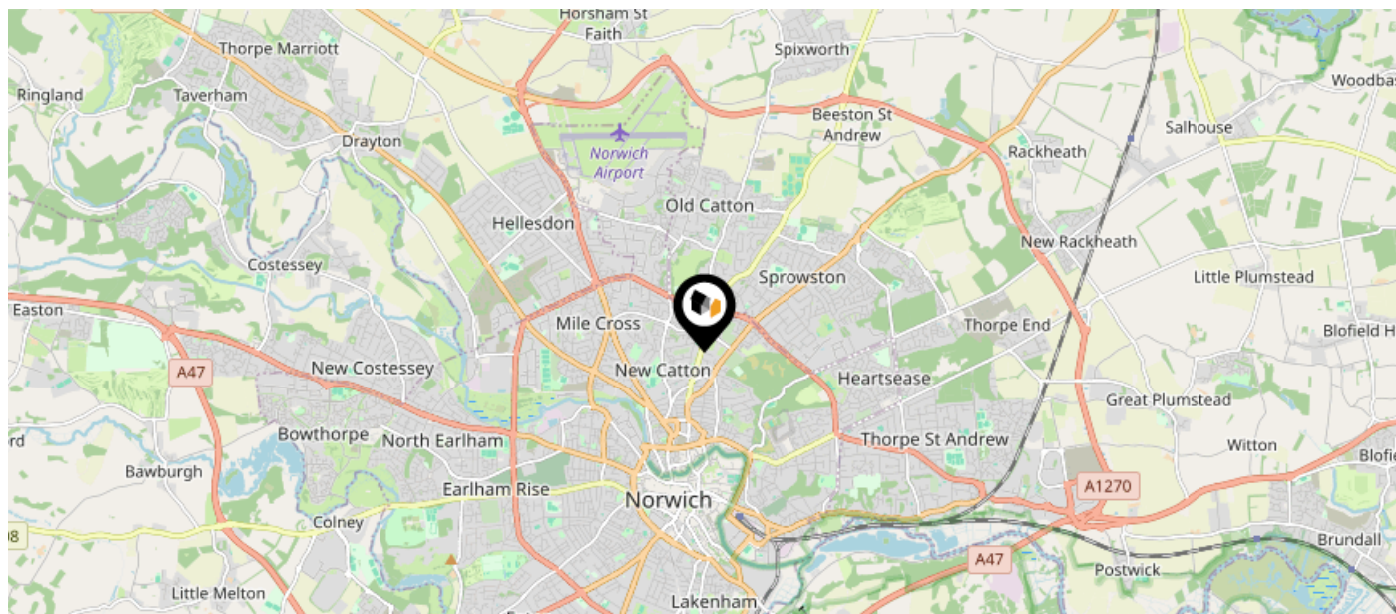 Horsham St
Faith
Thorpe Marriott
Spixworth
Ringland
Taverham
Woodbas
Beeston St
Andrew
Salhouse
Drayton
Norwich
Airport
Rackheath
Old Catton
Hellesdon
New Rackheath
Costessey
Sprowston
Little Plumstead
Easton
Mile Cross
Thorpe End
Blofield H
A47
New Costessey
New Catton
Heartsease
Great Plumstead
Bowthorpe
North Earlham
Thorpe St Andrew
Witton
rd
Bawburgh
Blofie
Earlham Rise
A1270
Norwich
Colney
8
Brundall
A47
Postwick
Little Melton
Lakenham